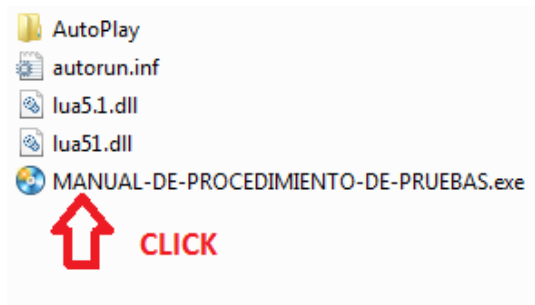 AutoPlay
autorun.inf
lua5.1.dll
lua51.dll
MANUAL-DE-PROCEDIMIENTO-DE-PRUEBAS.exe
CLICK